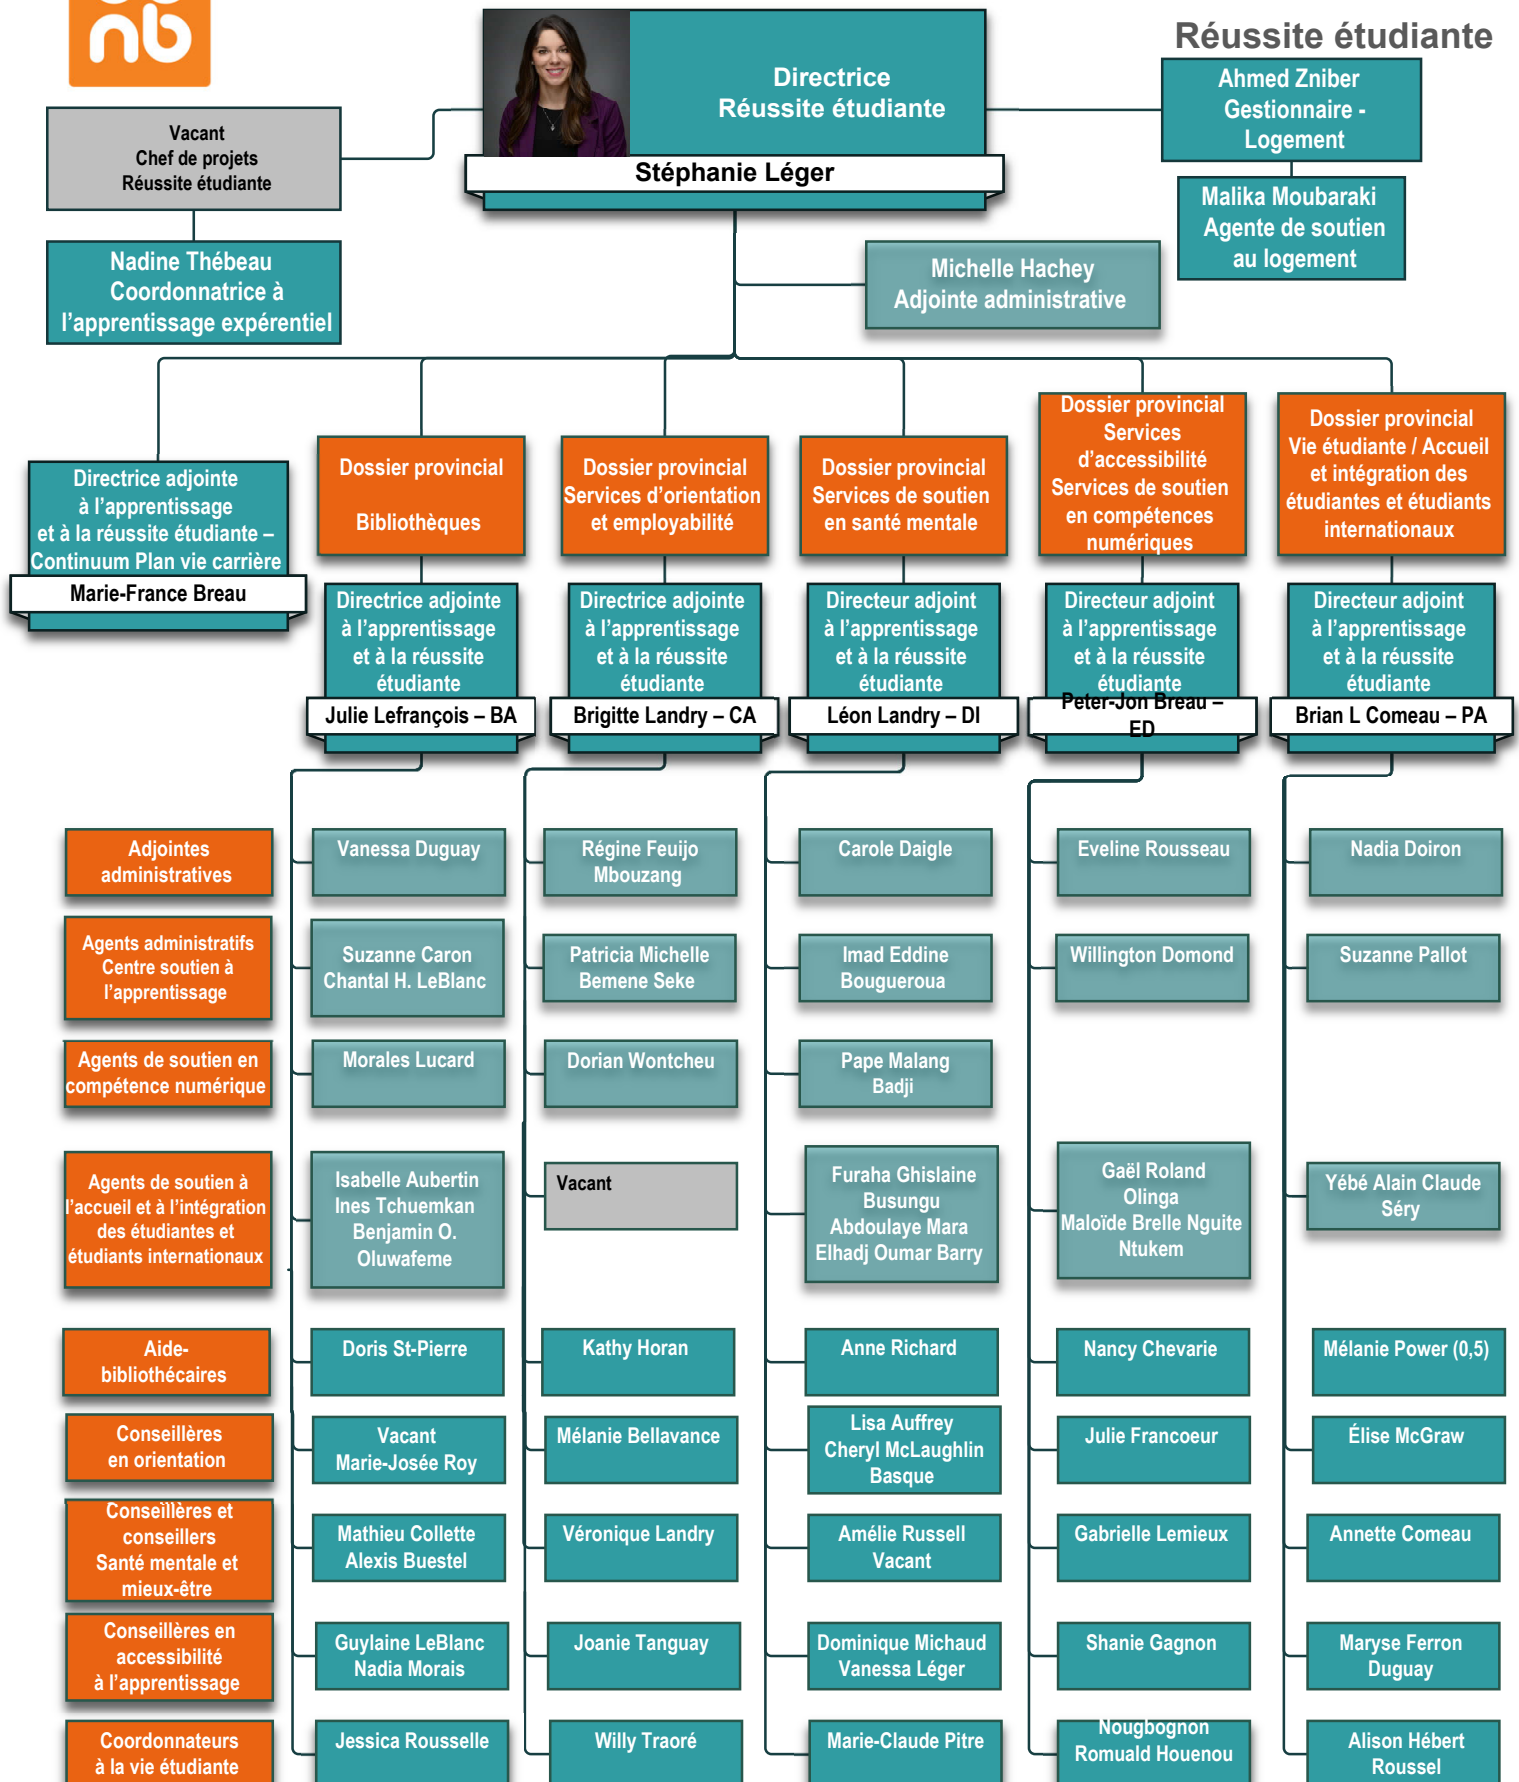 nb
Réussite étudiante
Directrice
Réussite étudiante
Stéphanie Léger
Ahmed Zniber
Gestionnaire -
Logement
Malika Moubaraki
Agente de soutien
au logement
Vacant
Chef de projets
Réussite étudiante
Nadine Thébeau
Coordonnatrice à
l’apprentissage expérentiel
Michelle Hachey
Adjointe administrative
Directrice adjointe
à l’apprentissage
et à la réussite étudiante –
Continuum Plan vie carrière
Marie-France Breau
Dossier provincial
Bibliothèques
Directrice adjointe
à l’apprentissage
et à la réussite
étudiante
Julie Lefrançois – BA
Dossier provincial
Services d’orientation
et employabilité
Directrice adjointe
à l’apprentissage
et à la réussite
étudiante
Brigitte Landry – CA
Dossier provincial
Services de soutien
en santé mentale
Directeur adjoint
à l’apprentissage
et à la réussite
étudiante
Léon Landry – DI
Dossier provincial
Services
d’accessibilité
Services de soutien
en compétences
numériques
Directeur adjoint
à l’apprentissage
et à la réussite
étudiante
Peter-Jon Breau –
ED
Dossier provincial
Vie étudiante / Accueil
et intégration des
étudiantes et étudiants
internationaux
Directeur adjoint
à l’apprentissage
et à la réussite
étudiante
Brian L Comeau – PA
Adjointes
administratives
Vanessa Duguay
Régine Feuijo
Mbouzang
Carole Daigle
Eveline Rousseau
Nadia Doiron
Agents administratifs
Centre soutien à
l’apprentissage
Suzanne Caron
Chantal H. LeBlanc
Patricia Michelle
Bemene Seke
Imad Eddine
Bougueroua
Willington Domond
Suzanne Pallot
Agents de soutien en
compétence numérique
Morales Lucard
Dorian Wontcheu
Pape Malang
Badji
Agents de soutien à
l’accueil et à l’intégration
des étudiantes et
étudiants internationaux
Isabelle Aubertin
Ines Tchuemkan
Benjamin O.
Oluwafeme
Vacant
Furaha Ghislaine
Busungu
Abdoulaye Mara
Elhadj Oumar Barry
Gaël Roland
Olinga
Maloïde Brelle Nguite
Ntukem
Yébé Alain Claude
Séry
Aide-
bibliothécaires
Doris St-Pierre
Kathy Horan
Anne Richard
Nancy Chevarie
Mélanie Power (0,5)
Conseillères
en orientation
Vacant
Marie-Josée Roy
Mélanie Bellavance
Lisa Auffrey
Cheryl McLaughlin
Basque
Julie Francoeur
Élise McGraw
Conseillères et
conseillers
Santé mentale et
mieux-être
Mathieu Collette
Alexis Buestel
Véronique Landry
Amélie Russell
Vacant
Gabrielle Lemieux
Annette Comeau
Conseillères en
accessibilité
à l’apprentissage
Guylaine LeBlanc
Nadia Morais
Joanie Tanguay
Dominique Michaud
Vanessa Léger
Shanie Gagnon
Maryse Ferron
Duguay
Coordonnateurs
à la vie étudiante
Jessica Rousselle
Willy Traoré
Marie-Claude Pitre
Nougbognon
Romuald Houenou
Alison Hébert
Roussel